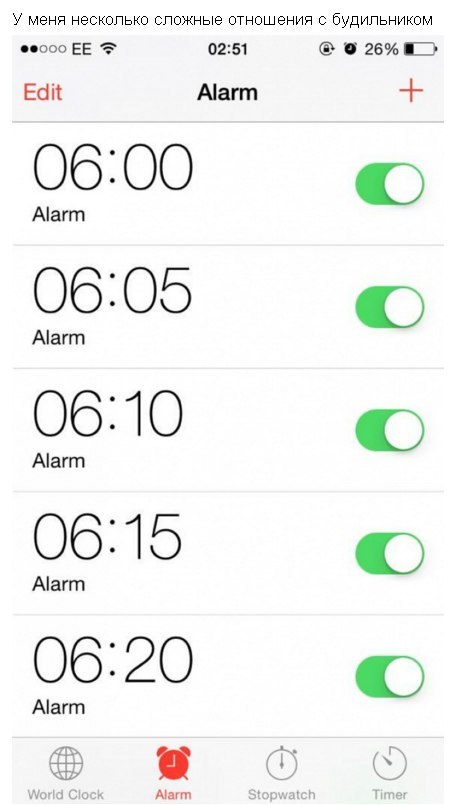 У меня несколько сложные отношения с будильником
EE 02:51 26%
Edit Alarm +
06:00
Alarm
06:05
Alarm
06:10
Alarm
06:15
Alarm
06:20
Alarm
World Clock Alarm Stopwatch Timer